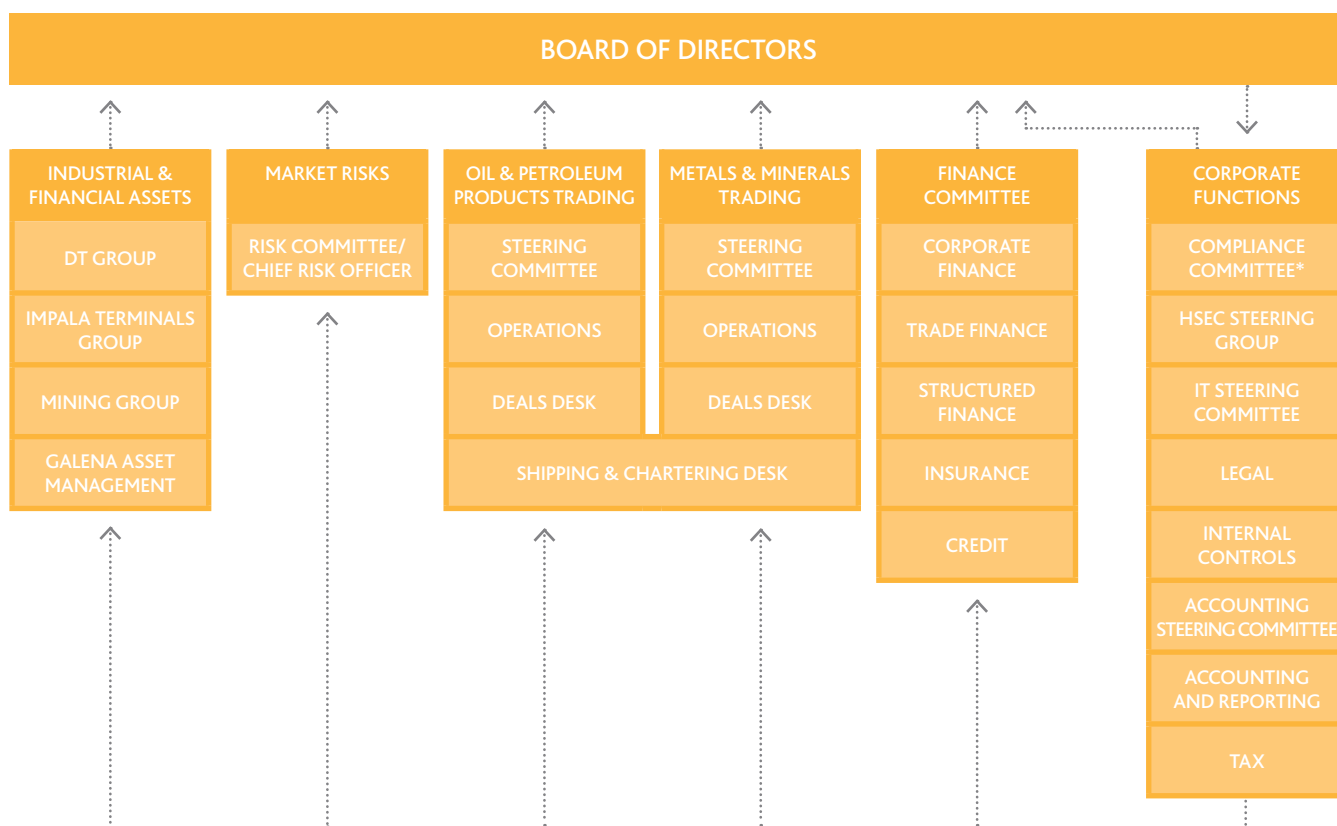 BOARD OF DIRECTORS
INDUSTRIAL &
FINANCIAL ASSETS
DT GROUP
IMPALA TERMINALS
GROUP
MINING GROUP
GALENA ASSET
MANAGEMENT
MARKET RISKS
RISK COMMITTEE/
CHIEF RISK OFFICER
OIL & PETROLEUM
PRODUCTS TRADING
STEERING
COMMITTEE
OPERATIONS
DEALS DESK
METALS & MINERALS
TRADING
STEERING
COMMITTEE
OPERATIONS
DEALS DESK
SHIPPING & CHARTERING DESK
FINANCE
COMMITTEE
CORPORATE
FINANCE
TRADE FINANCE
STRUCTURED
FINANCE
INSURANCE
CREDIT
CORPORATE
FUNCTIONS
COMPLIANCE
COMMITTEE*
HSEC STEERING
GROUP
IT STEERING
COMMITTEE
LEGAL
INTERNAL
CONTROLS
ACCOUNTING
STEERING COMMITTEE
ACCOUNTING
AND REPORTING
TAX